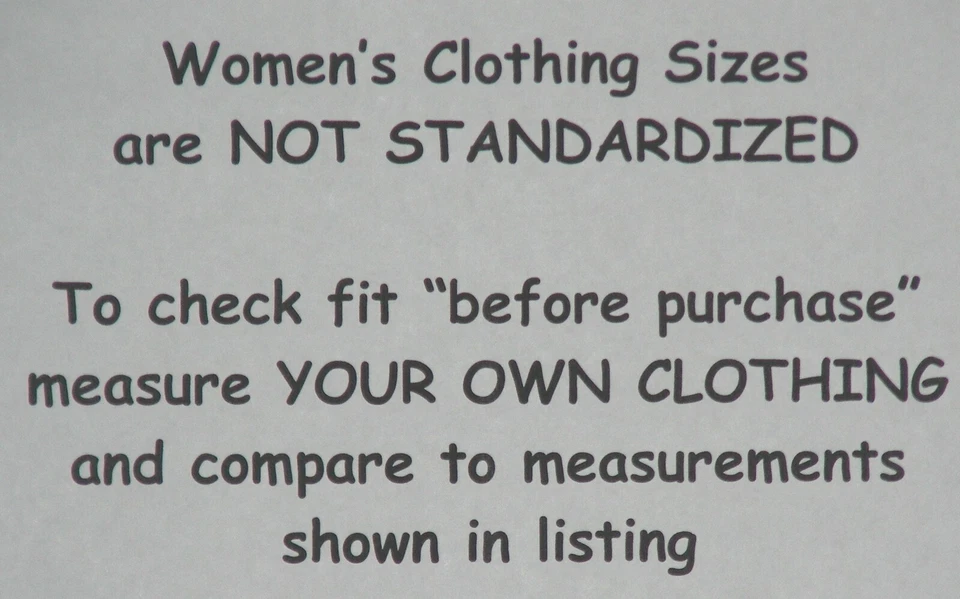 Women's Clothing Sizes
are NOT STANDARDIZED
To check fit “before purchase”
measure YOUR OWN CLOTHING
and compare to measurements
shown in listing